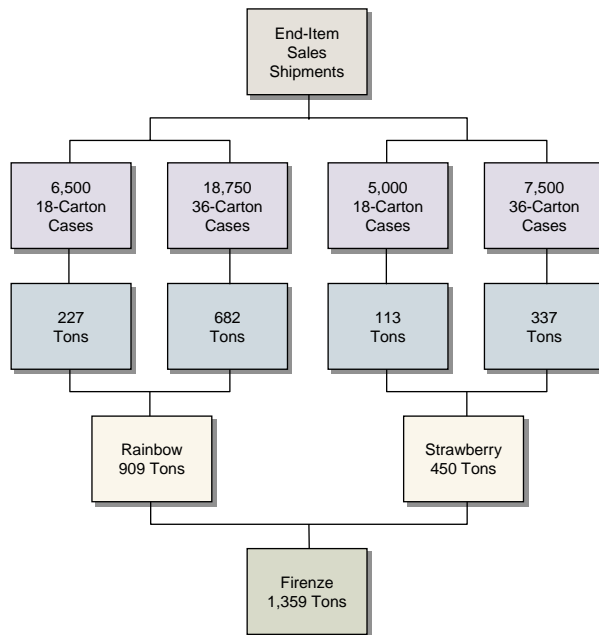 End-Item
Sales
Shipments
6,500
18-Carton
Cases
18,750
36-Carton
Cases
5,000
18-Carton
Cases
7,500
36-Carton
Cases
227
Tons
682
Tons
113
Tons
337
Tons
Rainbow
909 Tons
Strawberry
450 Tons
Firenze
1,359 Tons